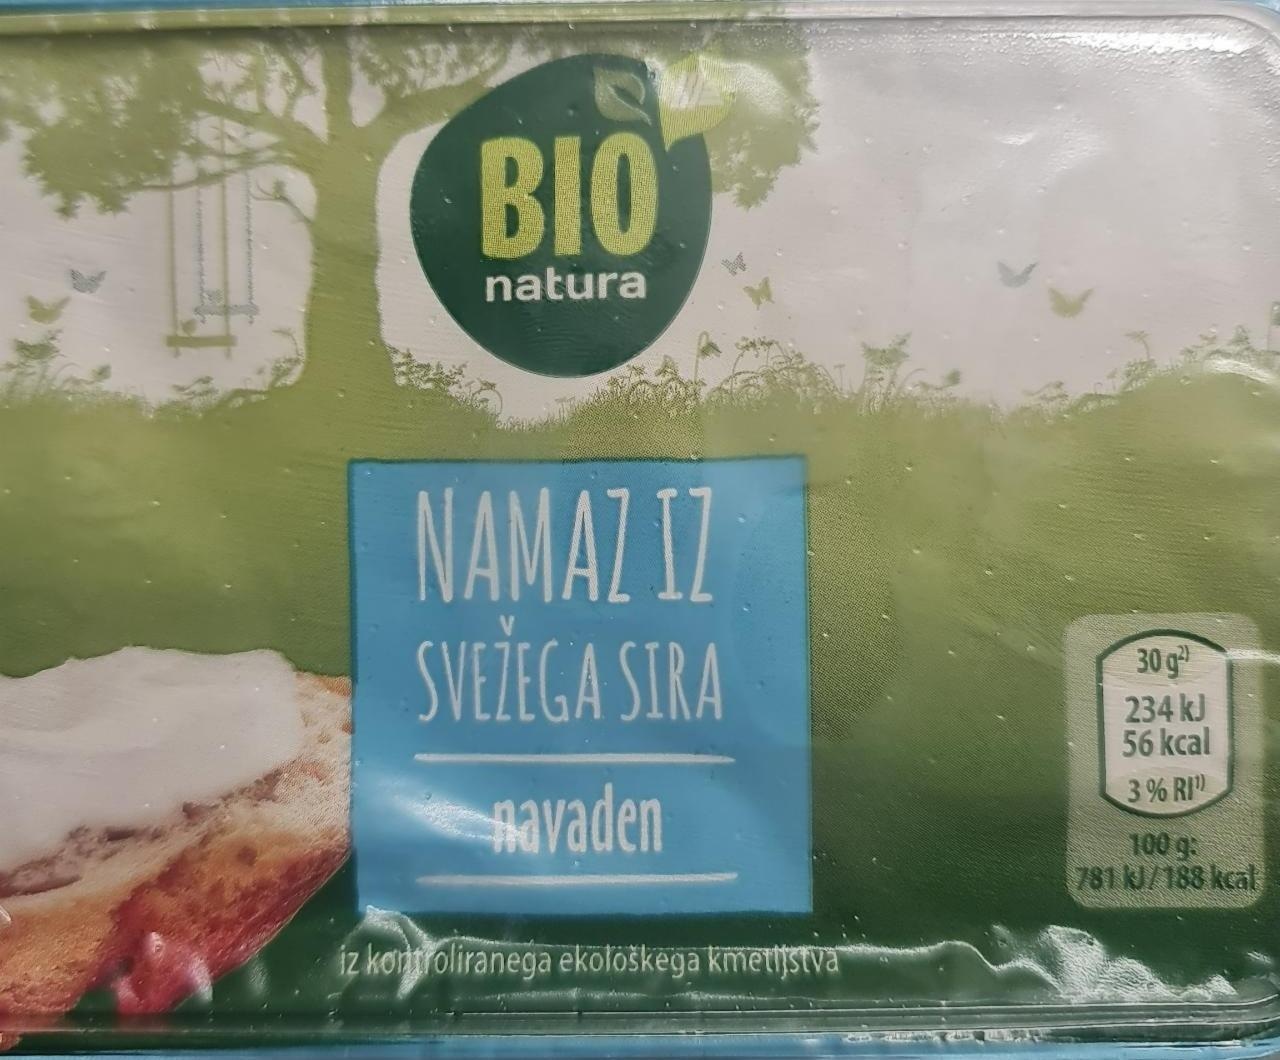 BIO
natura
NAMAZ IZ
SVEŽEGA SIRA
navaden
iz kontroliranega ekološkega kmetijstva
30 g²⁾
234 kJ
56 kcal
3 % RI¹⁾
100 g:
781 kJ/188 kcal